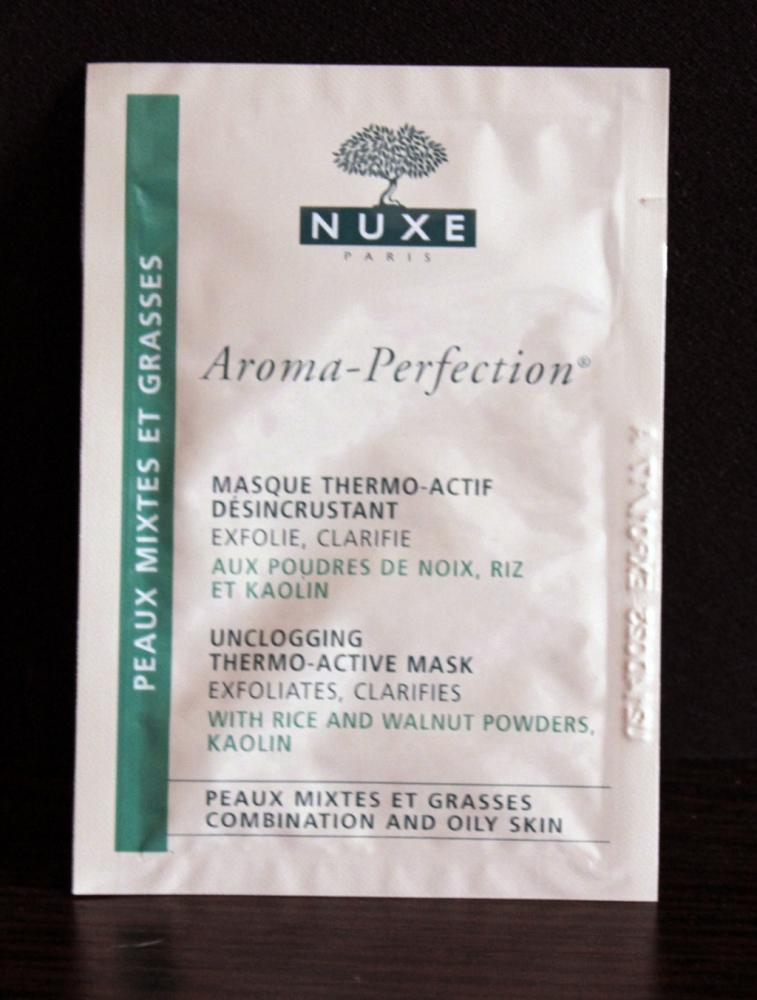 NUXE
PARIS
PEAUX MIXTES ET GRASSES
Aroma-Perfection®
MASQUE THERMO-ACTIF
DÉSINCRUSTANT
EXFOLIE, CLARIFIE
AUX POUDRES DE NOIX, RIZ
ET KAOLIN
UNCLOGGING
THERMO-ACTIVE MASK
EXFOLIATES, CLARIFIES
WITH RICE AND WALNUT POWDERS,
KAOLIN
PEAUX MIXTES ET GRASSES
COMBINATION AND OILY SKIN